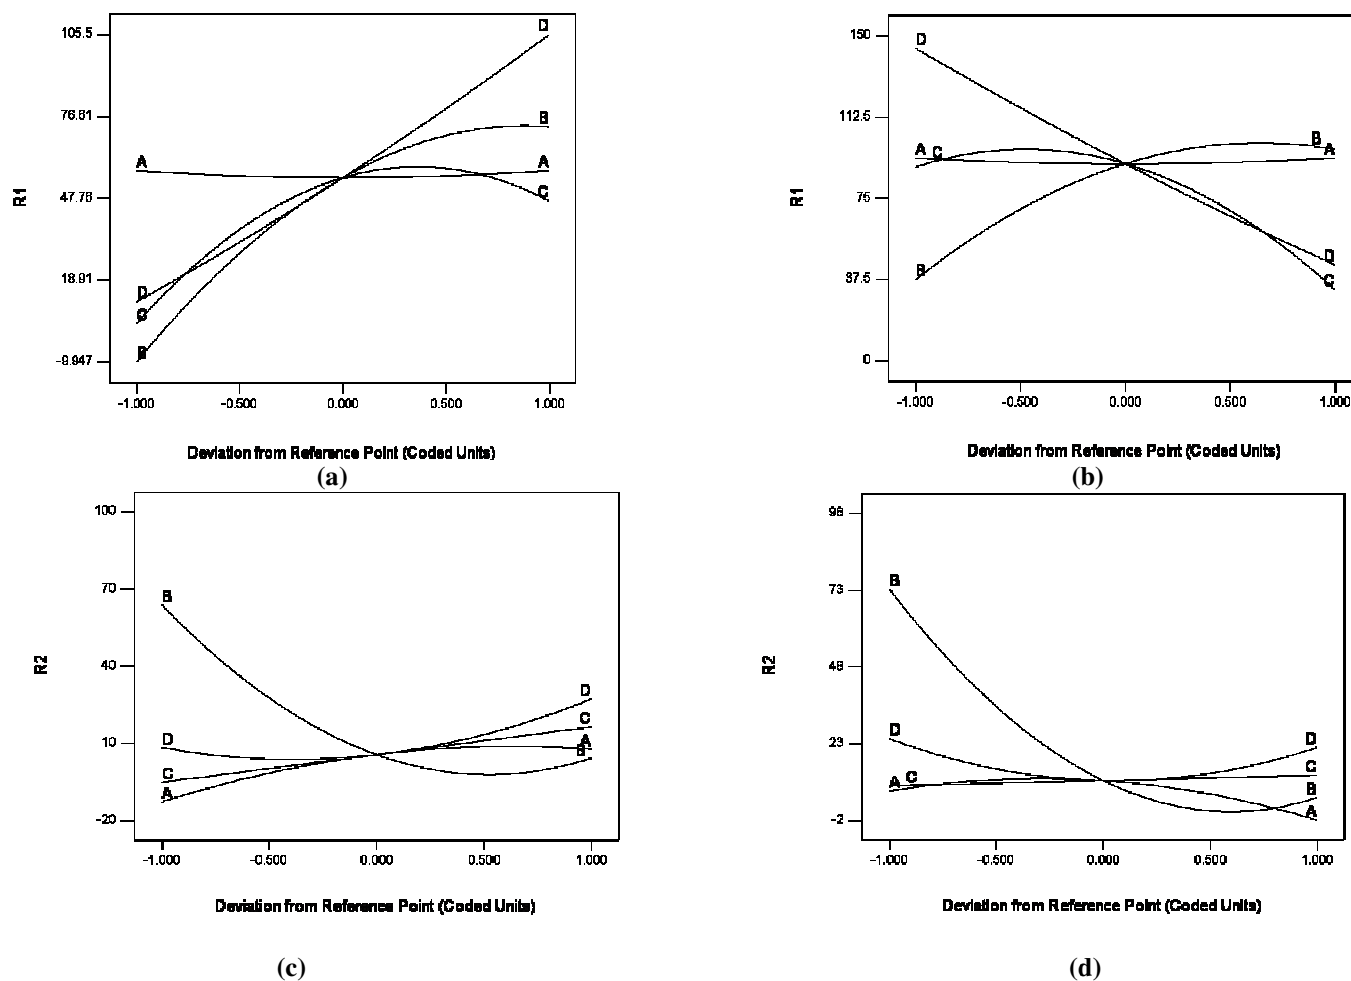 105.5
D
76.61
B
A
A
R1
47.76
C
18.91
D
C
B
-9.947
-1.000 -0.500 0.000 0.500 1.000
Deviation from Reference Point (Coded Units)
(a)
150
D
112.5
B
A C
A
R1
75
D
37.5
B
C
0
-1.000 -0.500 0.000 0.500 1.000
Deviation from Reference Point (Coded Units)
(b)
100
70
B
R2
40
D
C
10
D
A
B
C
A
-20
-1.000 -0.500 0.000 0.500 1.000
Deviation from Reference Point (Coded Units)
(c)
98
73
B
R2
48
D
D
23
C
A C
B
A
-2
-1.000 -0.500 0.000 0.500 1.000
Deviation from Reference Point (Coded Units)
(d)